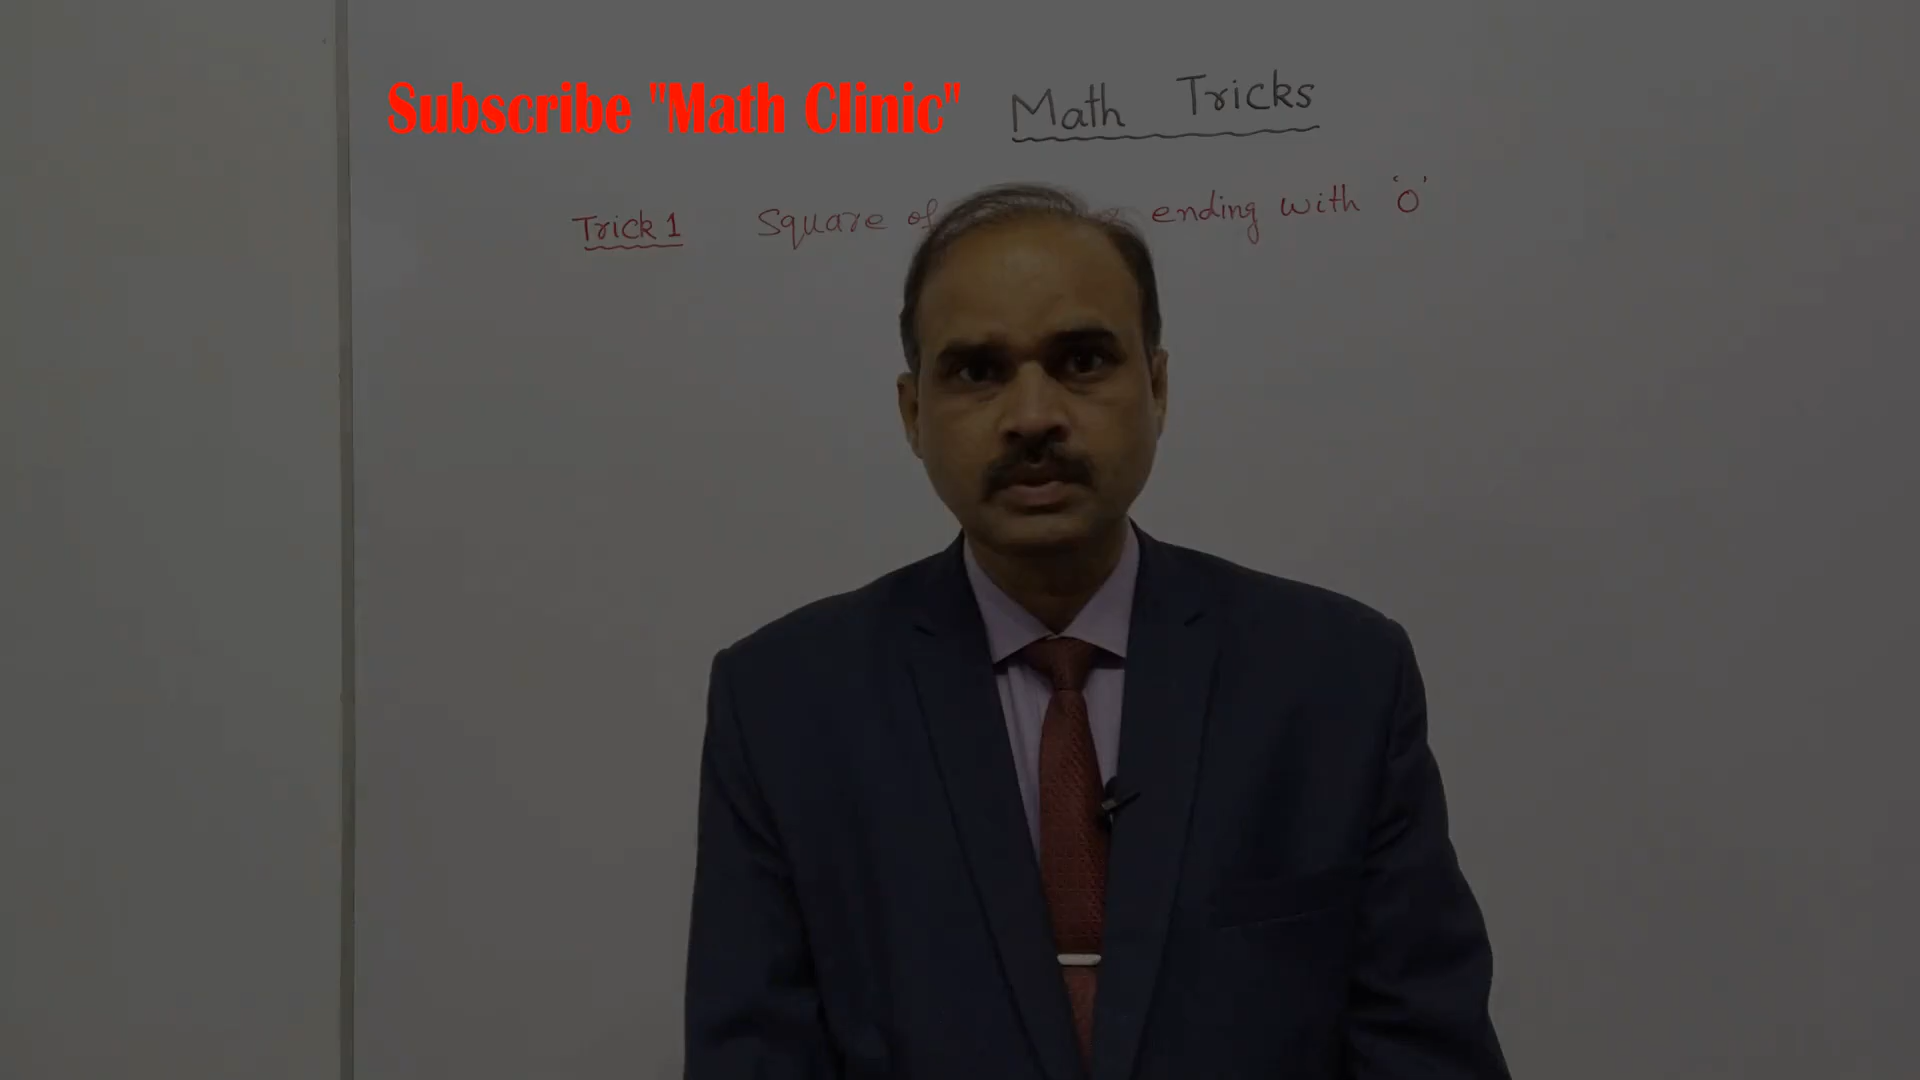 Subscribe "Math Clinic" Math Tricks
Trick 1 Square of ending with '0'